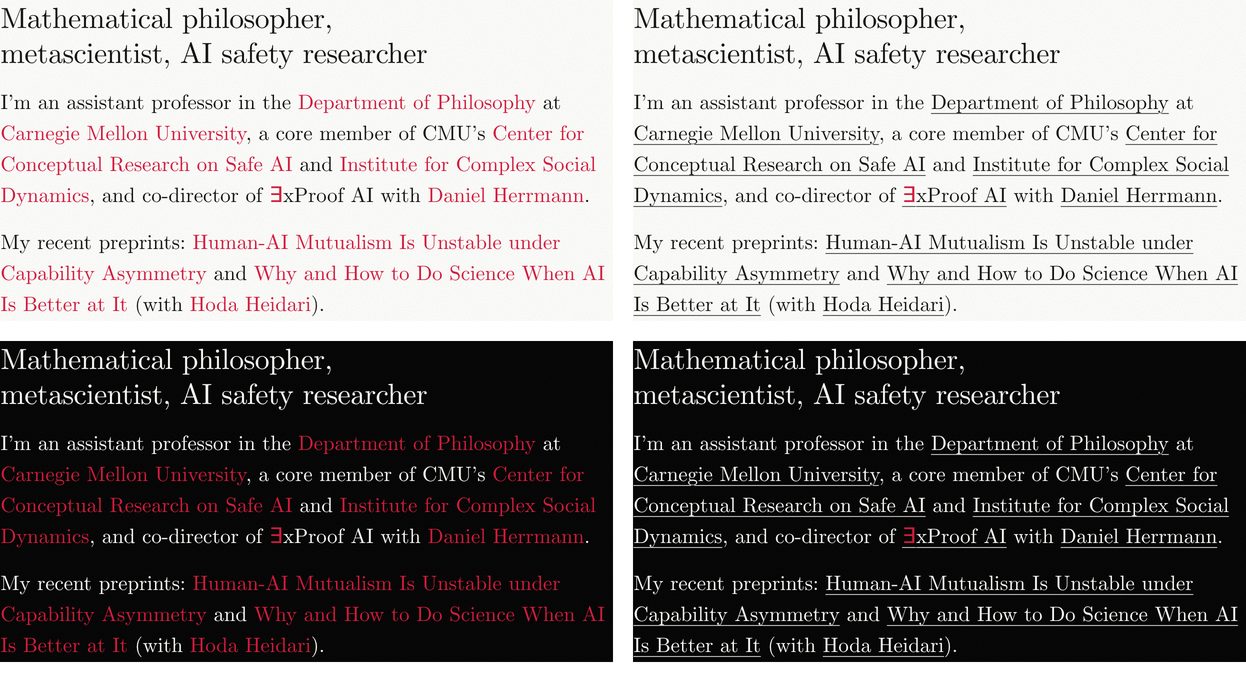 Mathematical philosopher,
metascientist, AI safety researcher
I'm an assistant professor in the Department of Philosophy at
Carnegie Mellon University, a core member of CMU's Center for
Conceptual Research on Safe AI and Institute for Complex Social
Dynamics, and co-director of ∃xProof AI with Daniel Herrmann.
My recent preprints: Human-AI Mutualism Is Unstable under
Capability Asymmetry and Why and How to Do Science When AI
Is Better at It (with Hoda Heidari).
Mathematical philosopher,
metascientist, AI safety researcher
I'm an assistant professor in the Department of Philosophy at
Carnegie Mellon University, a core member of CMU's Center for
Conceptual Research on Safe AI and Institute for Complex Social
Dynamics, and co-director of ∃xProof AI with Daniel Herrmann.
My recent preprints: Human-AI Mutualism Is Unstable under
Capability Asymmetry and Why and How to Do Science When AI
Is Better at It (with Hoda Heidari).
Mathematical philosopher,
metascientist, AI safety researcher
I'm an assistant professor in the Department of Philosophy at
Carnegie Mellon University, a core member of CMU's Center for
Conceptual Research on Safe AI and Institute for Complex Social
Dynamics, and co-director of ∃xProof AI with Daniel Herrmann.
My recent preprints: Human-AI Mutualism Is Unstable under
Capability Asymmetry and Why and How to Do Science When AI
Is Better at It (with Hoda Heidari).
Mathematical philosopher,
metascientist, AI safety researcher
I'm an assistant professor in the Department of Philosophy at
Carnegie Mellon University, a core member of CMU's Center for
Conceptual Research on Safe AI and Institute for Complex Social
Dynamics, and co-director of ∃xProof AI with Daniel Herrmann.
My recent preprints: Human-AI Mutualism Is Unstable under
Capability Asymmetry and Why and How to Do Science When AI
Is Better at It (with Hoda Heidari).